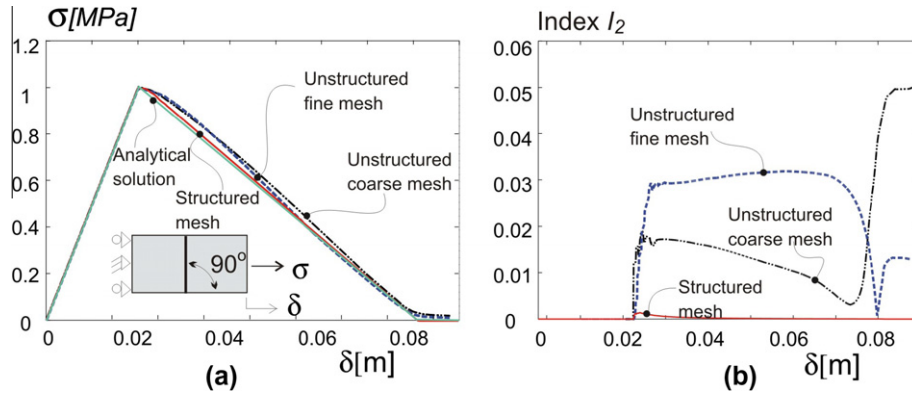 σ[MPa]
1.2
1
0.8
0.6
0.4
0.2
0
Unstructured
fine mesh
Analytical
solution
Structured
mesh
Unstructured
coarse mesh
90°
σ
δ
0
0.02
0.04
0.06
0.08
δ[m]
(a)
Index I₂
0.06
0.05
0.04
0.03
0.02
0.01
0
Unstructured
fine mesh
Unstructured
coarse mesh
Structured
mesh
0
0.02
0.04
0.06
0.08
δ[m]
(b)